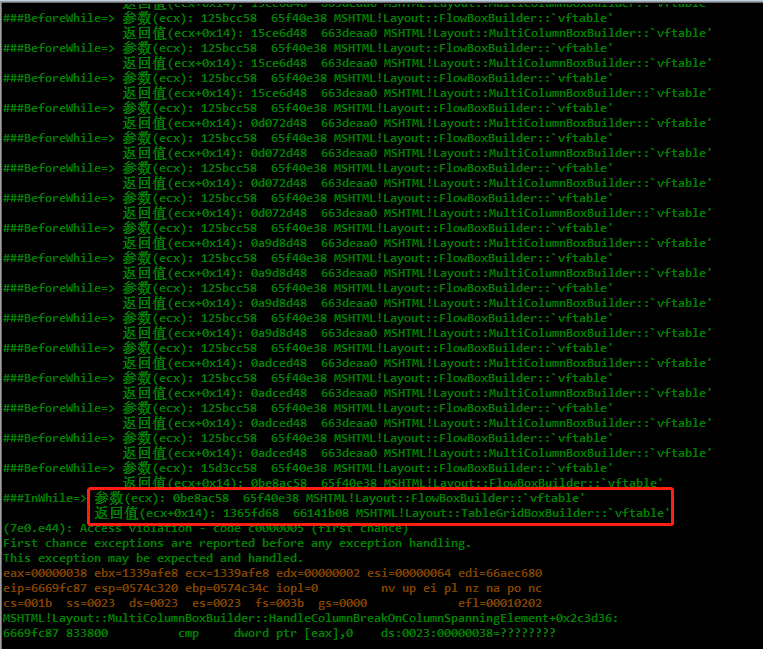 返回值(ecx+0x14): 15ce6d48  663deaa0 MSHTML!Layout::MultiColumnBoxBuilder::`vftable'
###BeforeWhile=> 参数(ecx): 125bcc58  65f40e38 MSHTML!Layout::FlowBoxBuilder::`vftable'
返回值(ecx+0x14): 15ce6d48  663deaa0 MSHTML!Layout::MultiColumnBoxBuilder::`vftable'
###BeforeWhile=> 参数(ecx): 125bcc58  65f40e38 MSHTML!Layout::FlowBoxBuilder::`vftable'
返回值(ecx+0x14): 15ce6d48  663deaa0 MSHTML!Layout::MultiColumnBoxBuilder::`vftable'
###BeforeWhile=> 参数(ecx): 125bcc58  65f40e38 MSHTML!Layout::FlowBoxBuilder::`vftable'
返回值(ecx+0x14): 15ce6d48  663deaa0 MSHTML!Layout::MultiColumnBoxBuilder::`vftable'
###BeforeWhile=> 参数(ecx): 125bcc58  65f40e38 MSHTML!Layout::FlowBoxBuilder::`vftable'
返回值(ecx+0x14): 0d072d48  663deaa0 MSHTML!Layout::MultiColumnBoxBuilder::`vftable'
###BeforeWhile=> 参数(ecx): 125bcc58  65f40e38 MSHTML!Layout::FlowBoxBuilder::`vftable'
返回值(ecx+0x14): 0d072d48  663deaa0 MSHTML!Layout::MultiColumnBoxBuilder::`vftable'
###BeforeWhile=> 参数(ecx): 125bcc58  65f40e38 MSHTML!Layout::FlowBoxBuilder::`vftable'
返回值(ecx+0x14): 0d072d48  663deaa0 MSHTML!Layout::MultiColumnBoxBuilder::`vftable'
###BeforeWhile=> 参数(ecx): 125bcc58  65f40e38 MSHTML!Layout::FlowBoxBuilder::`vftable'
返回值(ecx+0x14): 0d072d48  663deaa0 MSHTML!Layout::MultiColumnBoxBuilder::`vftable'
###BeforeWhile=> 参数(ecx): 125bcc58  65f40e38 MSHTML!Layout::FlowBoxBuilder::`vftable'
返回值(ecx+0x14): 0a9d8d48  663deaa0 MSHTML!Layout::MultiColumnBoxBuilder::`vftable'
###BeforeWhile=> 参数(ecx): 125bcc58  65f40e38 MSHTML!Layout::FlowBoxBuilder::`vftable'
返回值(ecx+0x14): 0a9d8d48  663deaa0 MSHTML!Layout::MultiColumnBoxBuilder::`vftable'
###BeforeWhile=> 参数(ecx): 125bcc58  65f40e38 MSHTML!Layout::FlowBoxBuilder::`vftable'
返回值(ecx+0x14): 0a9d8d48  663deaa0 MSHTML!Layout::MultiColumnBoxBuilder::`vftable'
###BeforeWhile=> 参数(ecx): 125bcc58  65f40e38 MSHTML!Layout::FlowBoxBuilder::`vftable'
返回值(ecx+0x14): 0a9d8d48  663deaa0 MSHTML!Layout::MultiColumnBoxBuilder::`vftable'
###BeforeWhile=> 参数(ecx): 125bcc58  65f40e38 MSHTML!Layout::FlowBoxBuilder::`vftable'
返回值(ecx+0x14): 0adced48  663deaa0 MSHTML!Layout::MultiColumnBoxBuilder::`vftable'
###BeforeWhile=> 参数(ecx): 125bcc58  65f40e38 MSHTML!Layout::FlowBoxBuilder::`vftable'
返回值(ecx+0x14): 0adced48  663deaa0 MSHTML!Layout::MultiColumnBoxBuilder::`vftable'
###BeforeWhile=> 参数(ecx): 125bcc58  65f40e38 MSHTML!Layout::FlowBoxBuilder::`vftable'
返回值(ecx+0x14): 0adced48  663deaa0 MSHTML!Layout::MultiColumnBoxBuilder::`vftable'
###BeforeWhile=> 参数(ecx): 125bcc58  65f40e38 MSHTML!Layout::FlowBoxBuilder::`vftable'
返回值(ecx+0x14): 0adced48  663deaa0 MSHTML!Layout::MultiColumnBoxBuilder::`vftable'
###BeforeWhile=> 参数(ecx): 15d3cc58  65f40e38 MSHTML!Layout::FlowBoxBuilder::`vftable'
返回值(ecx+0x14): 0be8ac58  65f40e38 MSHTML!Layout::FlowBoxBuilder::`vftable'
###InWhile=> 参数(ecx): 0be8ac58  65f40e38 MSHTML!Layout::FlowBoxBuilder::`vftable'
返回值(ecx+0x14): 1365fd68  66141b08 MSHTML!Layout::TableGridBoxBuilder::`vftable'
(7e0.e44): Access violation - code c0000005 (first chance)
First chance exceptions are reported before any exception handling.
This exception may be expected and handled.
eax=00000038 ebx=1339afe8 ecx=1339afe8 edx=00000002 esi=00000064 edi=66aec680
eip=6669fc87 esp=0574c320 ebp=0574c34c iopl=0         nv up ei pl nz na po nc
cs=001b  ss=0023  ds=0023  es=0023  fs=003b  gs=0000             efl=00010202
MSHTML!Layout::MultiColumnBoxBuilder::HandleColumnBreakOnColumnSpanningElement+0x2c3d36:
6669fc87 833800          cmp     dword ptr [eax],0    ds:0023:00000038=????????